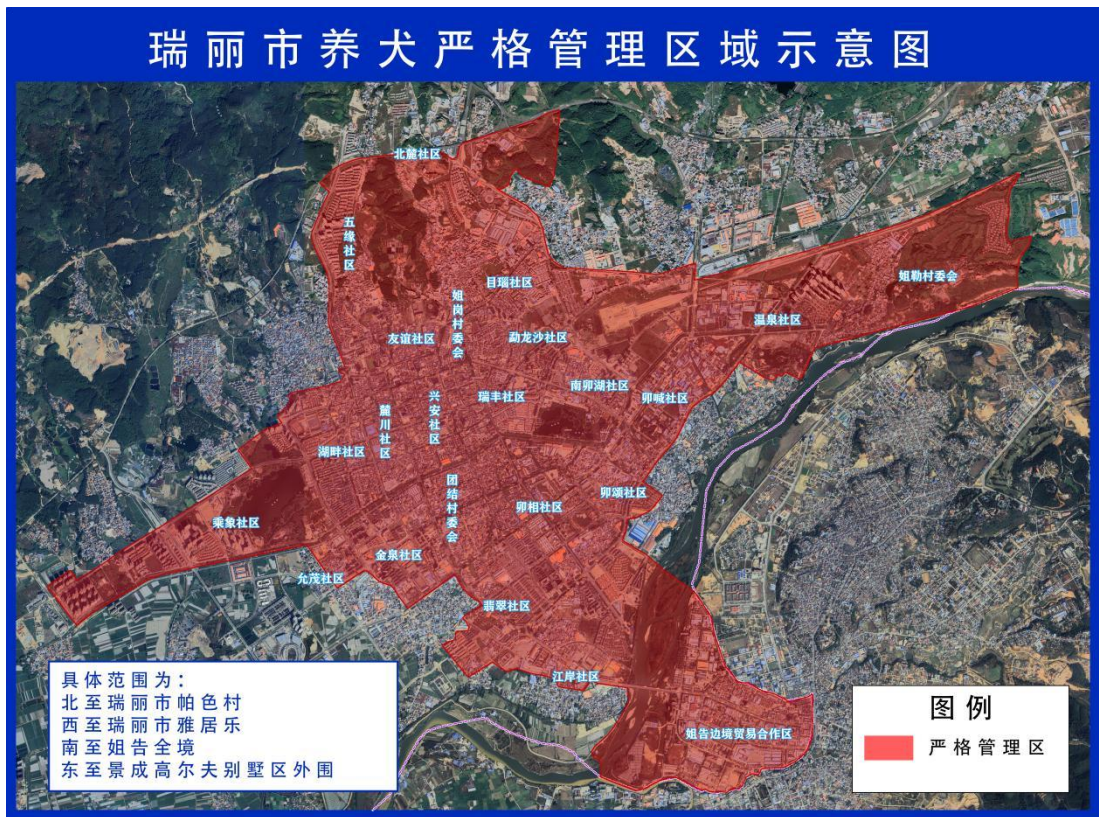 瑞丽市养犬严格管理区域示意图
北麓社区
五缘社区
目瑙社区
姐岗村委会
姐勒村委会
温泉社区
友谊社区
勐龙沙社区
南卯湖社区
卯喊社区
瑞丰社区
兴安社区
麓川社区
湖畔社区
团结村委会
卯相社区
卯颂社区
乘象社区
金泉社区
允茂社区
翡翠社区
江岸社区
姐告边境贸易合作区
具体范围为：
北至瑞丽市帕色村
西至瑞丽市雅居乐
南至姐告全境
东至景成高尔夫别墅区外围
图例
严格管理区